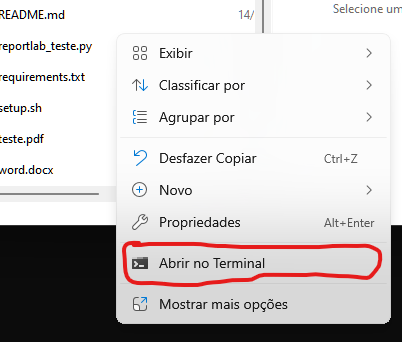 README.md
14/
Selecione um
reportlab_teste.py
requirements.txt
setup.sh
teste.pdf
word.docx
Exibir
Classificar por
Agrupar por
Desfazer Copiar Ctrl+Z
Novo
Propriedades Alt+Enter
Abrir no Terminal
Mostrar mais opções